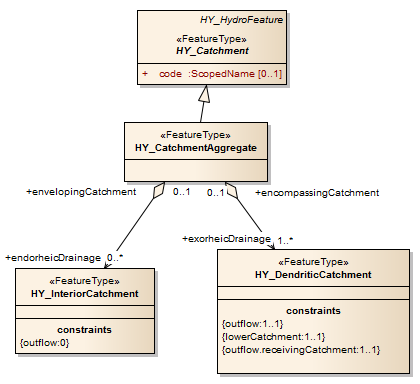 HY_HydroFeature
«FeatureType»
HY_Catchment
+ code :ScopedName [0..1]
«FeatureType»
HY_CatchmentAggregate
+envelopingCatchment 0..1 0..1 +encompassingCatchment
+exorheicDrainage 1..*
+endorheicDrainage 0..*
«FeatureType»
HY_InteriorCatchment
constraints
{outflow:0}
«FeatureType»
HY_DendriticCatchment
constraints
{outflow:1..1}
{lowerCatchment:1..1}
{outflow.receivingCatchment:1..1}